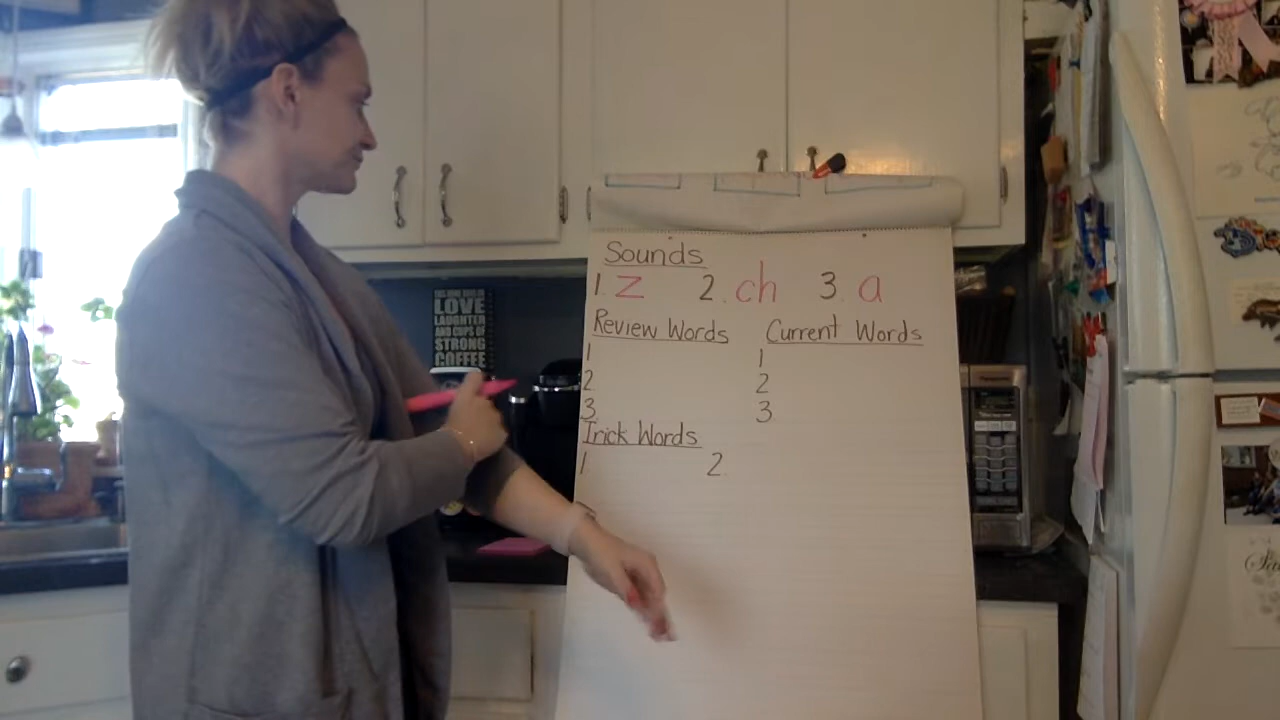 Sounds
1. z 2. ch 3. a
Review Words Current Words
1 1
2 2
3. 3
Trick Words
1 2.
LOVE
LAUGHTER
AND CUPS OF
STRONG
COFFEE
Panasonic